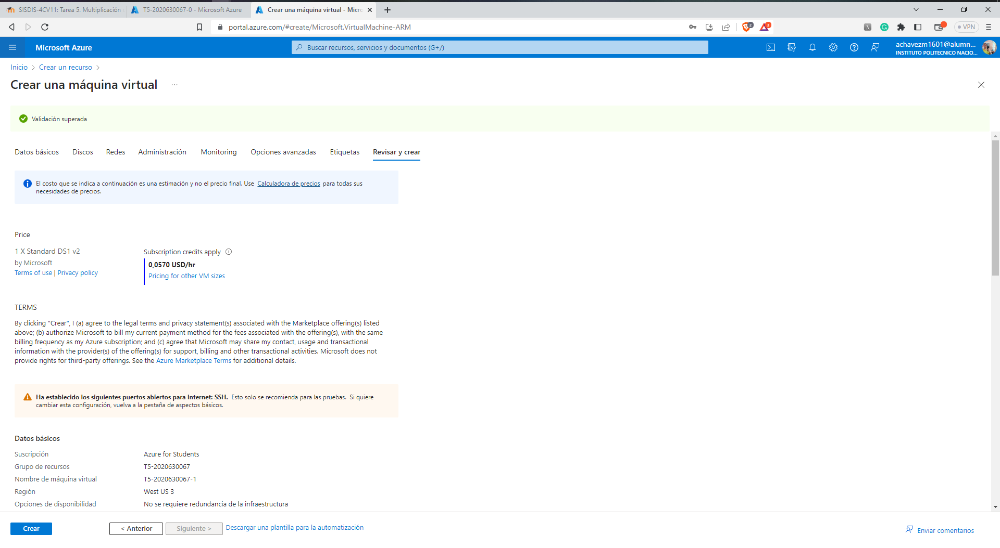 SISDIS-4CV11: Tarea 5. Multiplicación
T5-2020630067-0 - Microsoft Azure
Crear una máquina virtual - Micro
portal.azure.com/#create/Microsoft.VirtualMachine-ARM
2
3
VPN
Microsoft Azure
Buscar recursos, servicios y documentos (G+/)
achavezm1601@alumn...
INSTITUTO POLITECNICO NACIO...
Inicio > Crear un recurso >
Crear una máquina virtual ...
Validación superada
Datos básicos Discos Redes Administración Monitoring Opciones avanzadas Etiquetas Revisar y crear
El costo que se indica a continuación es una estimación y no el precio final. Use Calculadora de precios para todas sus
necesidades de precios.
Price
1 X Standard DS1 v2
by Microsoft
Terms of use | Privacy policy
Subscription credits apply
0,0570 USD/hr
Pricing for other VM sizes
TERMS
By clicking "Crear", I (a) agree to the legal terms and privacy statement(s) associated with the Marketplace offering(s) listed
above; (b) authorize Microsoft to bill my current payment method for the fees associated with the offering(s), with the same
billing frequency as my Azure subscription; and (c) agree that Microsoft may share my contact, usage and transactional
information with the provider(s) of the offering(s) for support, billing and other transactional activities. Microsoft does not
provide rights for third-party offerings. See the Azure Marketplace Terms for additional details.
Ha establecido los siguientes puertos abiertos para Internet: SSH. Esto solo se recomienda para las pruebas. Si quiere
cambiar esta configuración, vuelva a la pestaña de aspectos básicos.
Datos básicos
Suscripción Azure for Students
Grupo de recursos T5-2020630067
Nombre de máquina virtual T5-2020630067-1
Región West US 3
Opciones de disponibilidad No se requiere redundancia de la infraestructura
Crear
< Anterior
Siguiente >
Descargar una plantilla para la automatización
Enviar comentarios